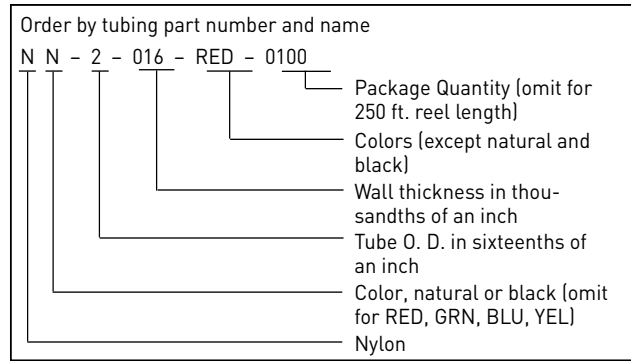 Order by tubing part number and name
N N – 2 – 016 – RED – 0100
Package Quantity (omit for
250 ft. reel length)
Colors (except natural and
black)
Wall thickness in thou-
sandths of an inch
Tube O. D. in sixteenths of
an inch
Color, natural or black (omit
for RED, GRN, BLU, YEL)
Nylon